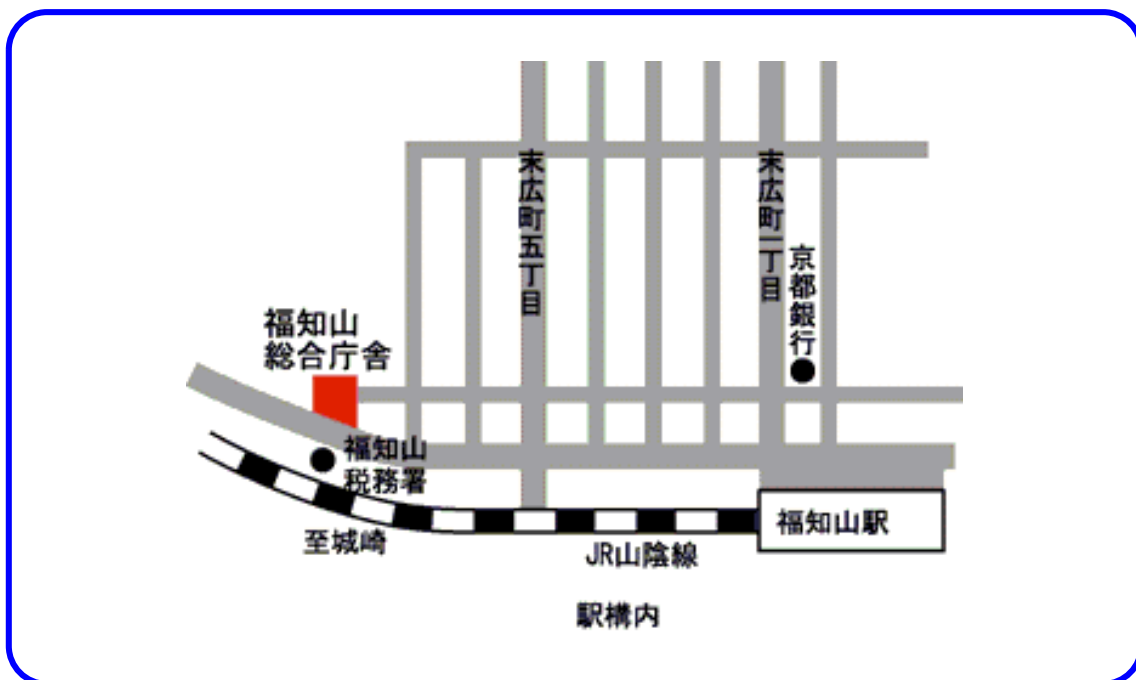 末広町五丁目
末広町一丁目
京都銀行
福知山
総合庁舎
福知山
税務署
福知山駅
至城崎
JR山陰線
駅構内